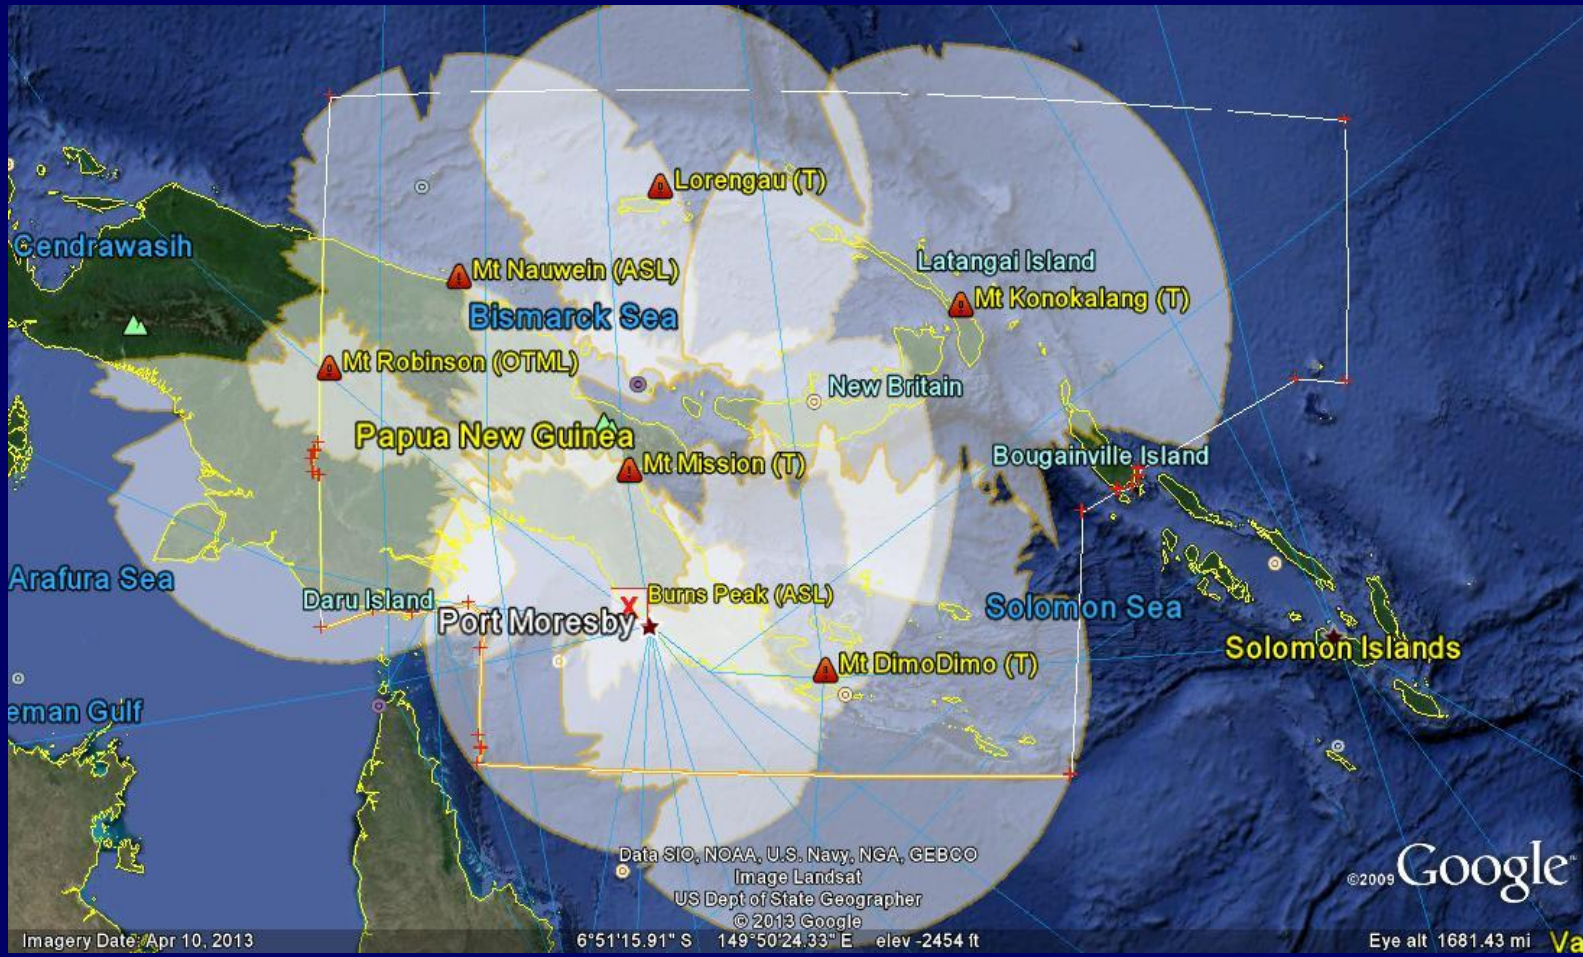 Lorengau (T)
Cendrawasih
Latangai Island
Mt Nauwein (ASL)
Mt Konokalang (T)
Bismarck Sea
Mt Robinson (OTML)
New Britain
Papua New Guinea
Bougainville Island
Mt Mission (T)
Arafura Sea
Burns Peak (ASL)
Daru Island
Solomon Sea
X
Port Moresby
Solomon Islands
Mt DimoDimo (T)
eman Gulf
Data SIO, NOAA, U.S. Navy, NGA, GEBCO
Image Landsat
US Dept of State Geographer
© 2013 Google
©2009 Google
Imagery Date: Apr 10, 2013
6°51'15.91" S 149°50'24.33" E elev -2454 ft
Eye alt 1681.43 mi
Va